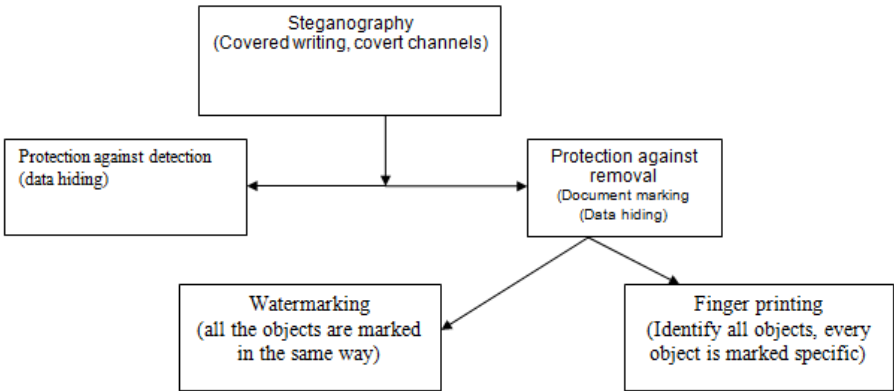 Steganography
(Covered writing, covert channels)
Protection against detection
(data hiding)
Protection against
removal
(Document marking
(Data hiding)
Watermarking
(all the objects are marked
in the same way)
Finger printing
(Identify all objects, every
object is marked specific)